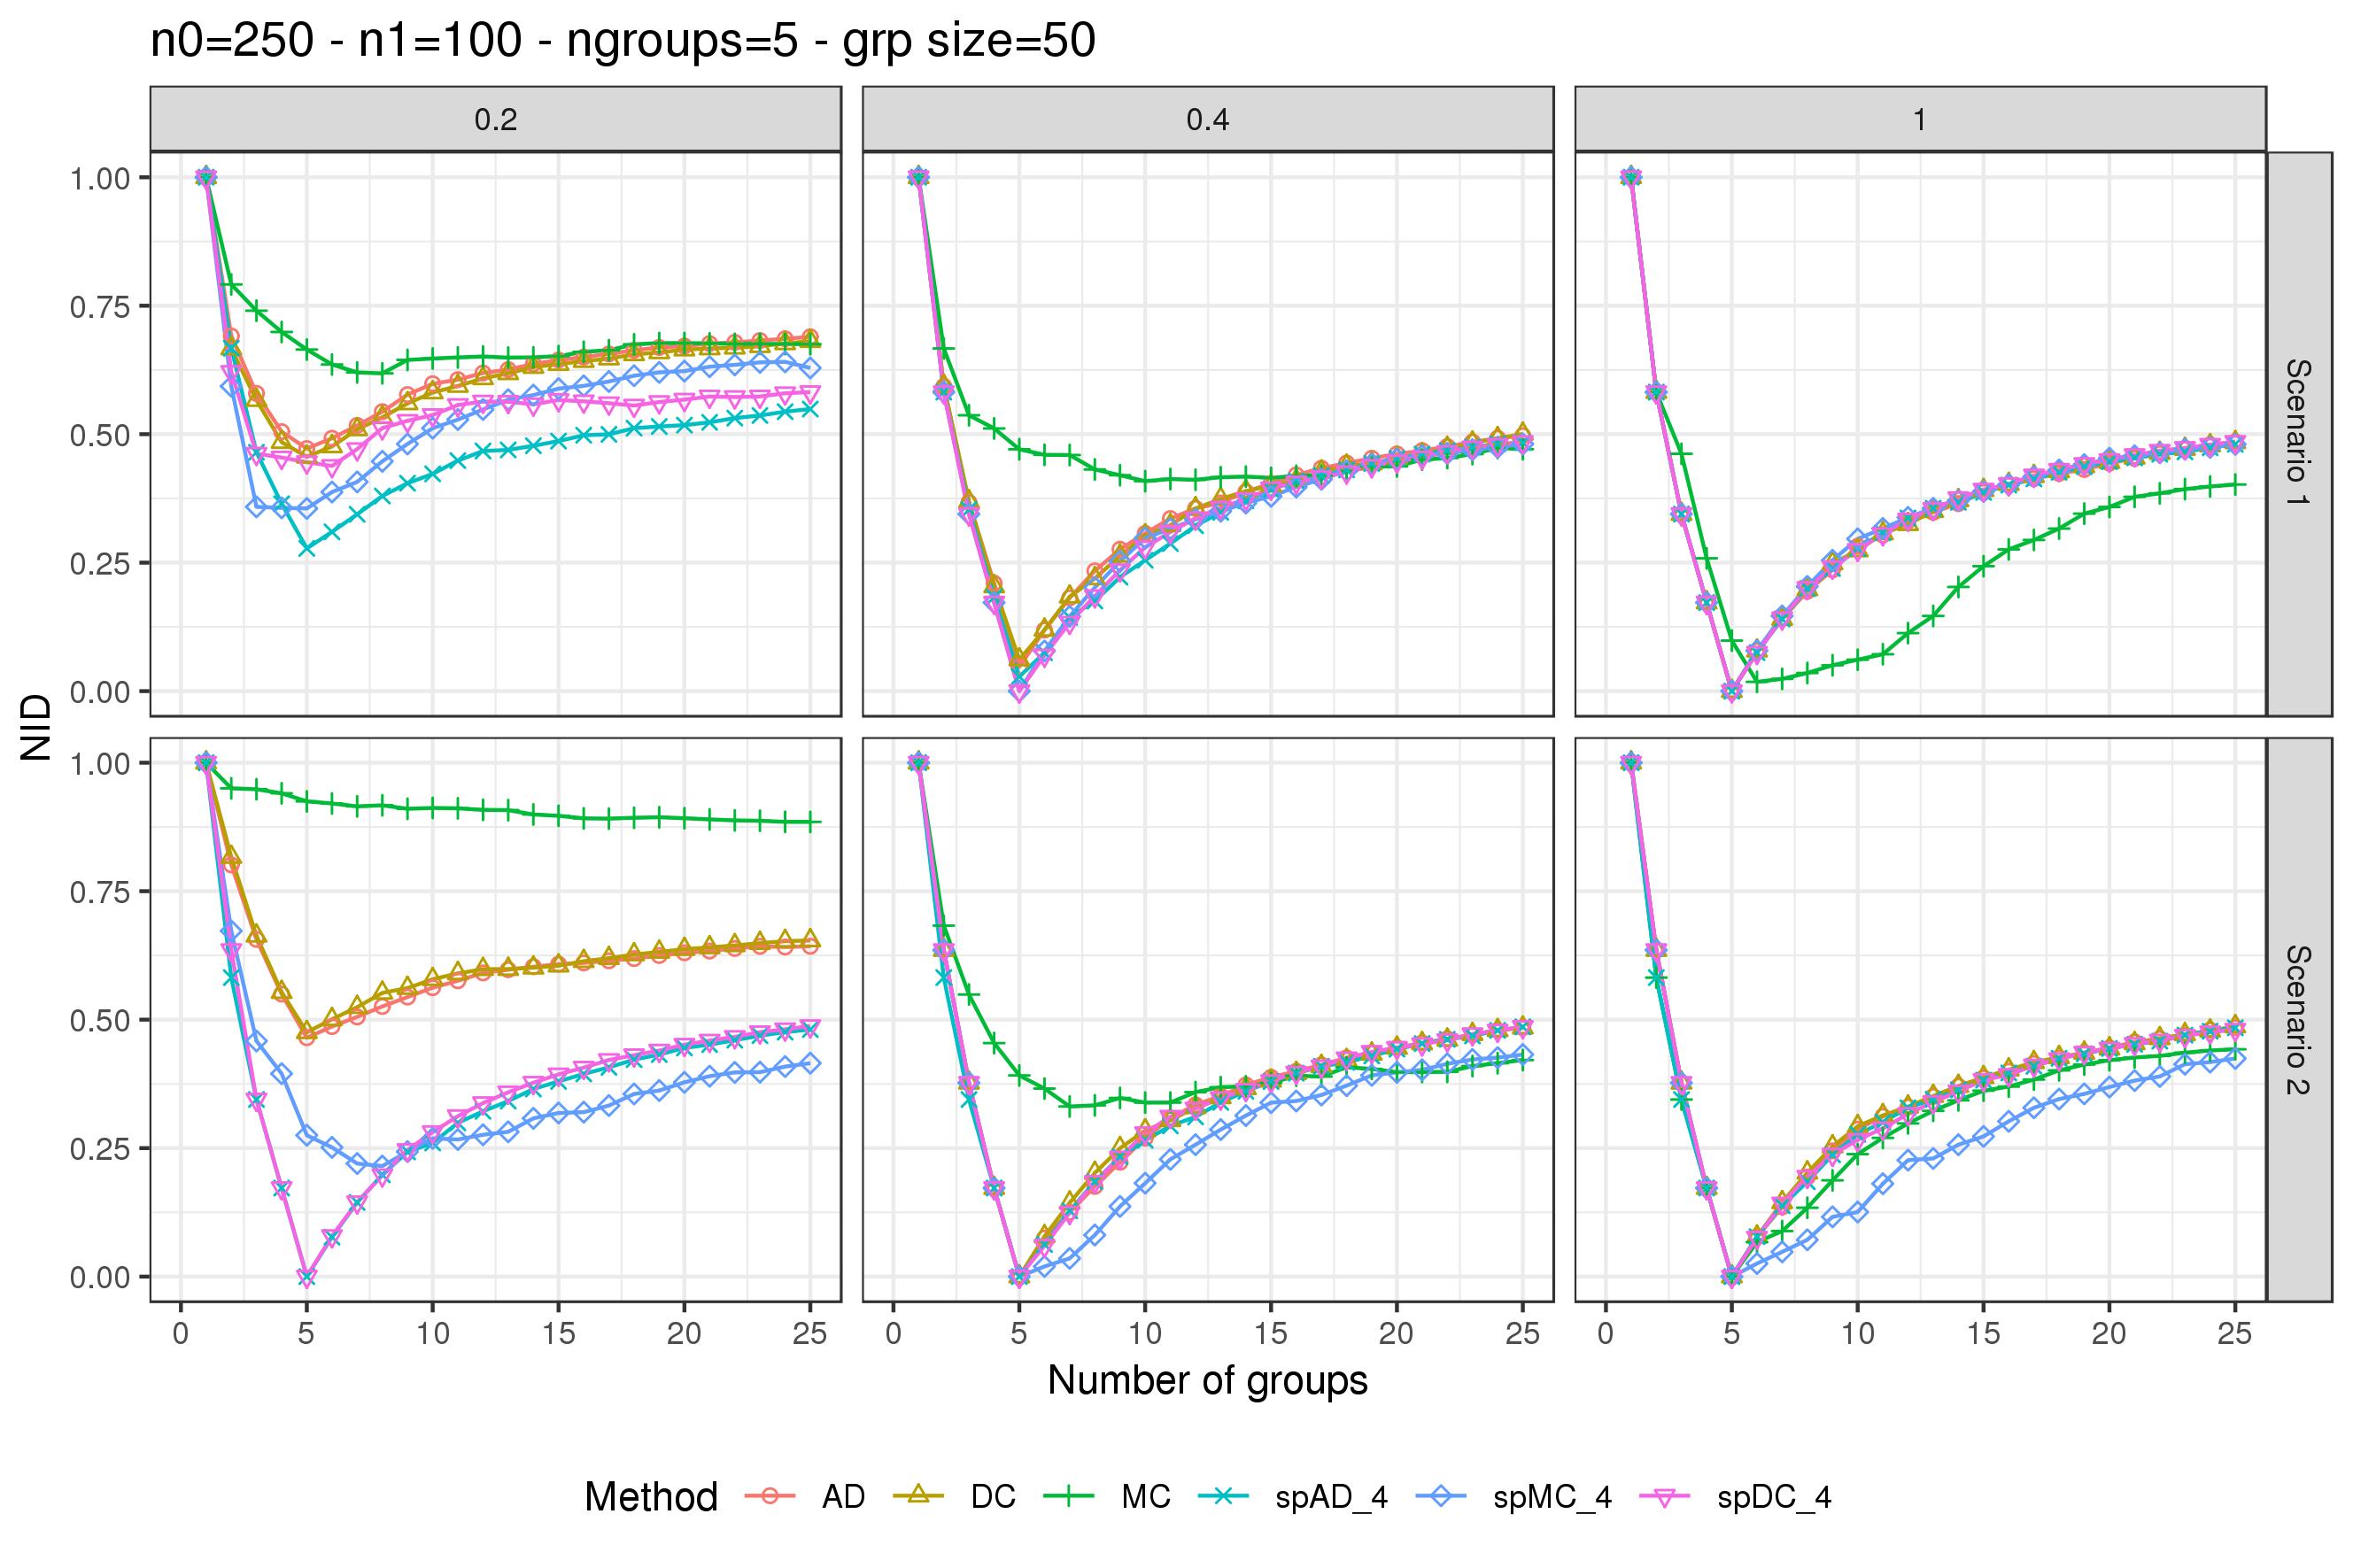 n0=250 - n1=100 - ngroups=5 - grp size=50
0.2 0.4 1
1.00
0.75
0.50
0.25
0.00
Scenario 1
NID
1.00
0.75
0.50
0.25
0.00
Scenario 2
0 5 10 15 20 25 0 5 10 15 20 25 0 5 10 15 20 25
Number of groups
Method AD DC MC spAD_4 spMC_4 spDC_4